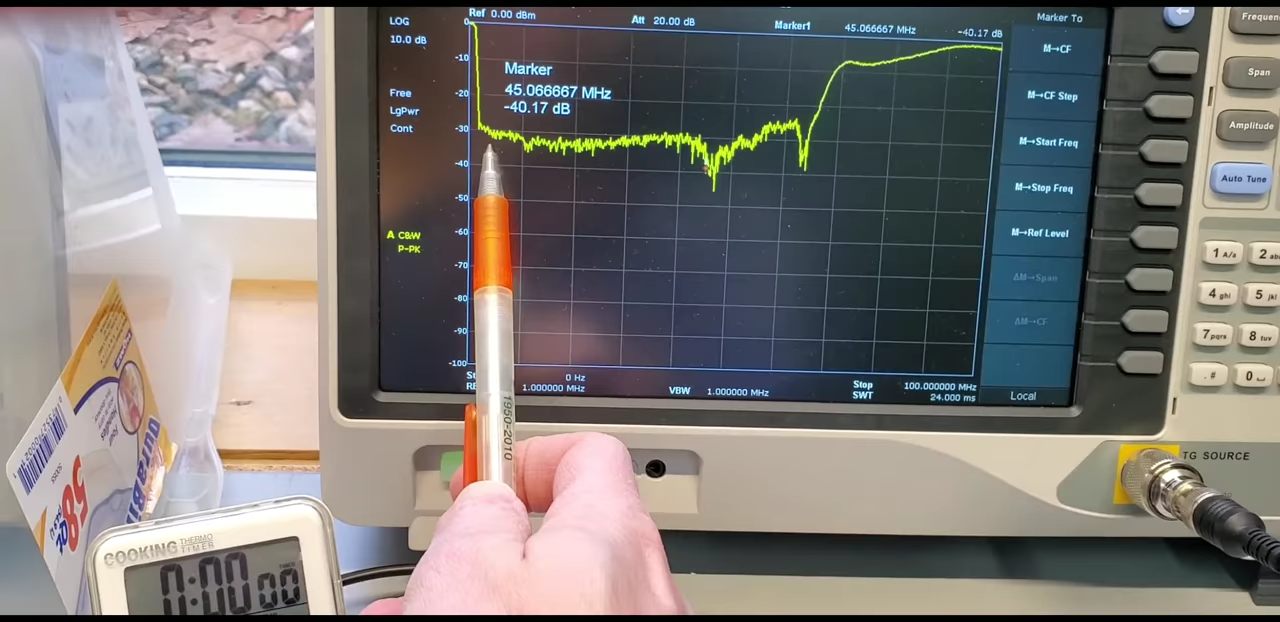 LOG
10.0 dB
Ref 0.00 dBm
Att 20.00 dB
Marker1
45.066667 MHz
-40.17 dB
Marker To
Span
Amplitude
Auto Tune
M→CF
M→CF Step
M→Start Freq
M→Stop Freq
M→Ref Level
ΔM→Span
ΔM→CF
Local
Free
LgPwr
Cont
A C&W
P-PK
0
-10
-20
-30
-40
-50
-60
-70
-80
-90
-100
Marker
45.066667 MHz
-40.17 dB
0 Hz
1.000000 MHz
VBW 1.000000 MHz
Stop 100.000000 MHz
SWT 24.000 ms
1 A/s
4 ghi
7 pqrs
8 tuv
. #
0
TG SOURCE
1950-2010
COOKING THERMO TIMER
0:00 00